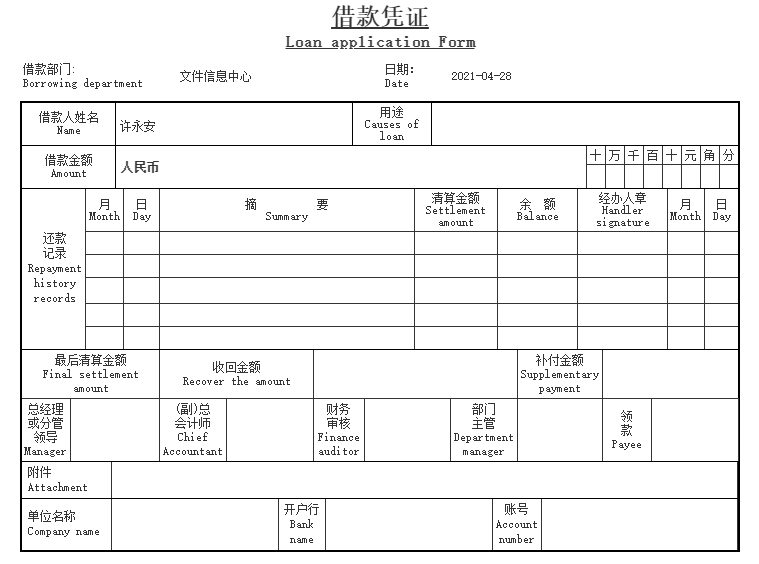 借款凭证
Loan application Form
借款部门:
Borrowing department
文件信息中心
日期:
Date
2021-04-28
借款人姓名
Name
许永安
用途
Causes of
loan
借款金额
Amount
人民币
十 万 千 百 十 元 角 分
还款
记录
Repayment
history
records
月
Month
日
Day
摘 要
Summary
清算金额
Settlement
amount
余 额
Balance
经办人章
Handler
signature
月
Month
日
Day
最后清算金额
Final settlement
amount
收回金额
Recover the amount
补付金额
Supplementary
payment
总经理
或分管
领导
Manager
(副)总
会计师
Chief
Accountant
财务
审核
Finance
auditor
部门
主管
Department
manager
领
款
Payee
附件
Attachment
单位名称
Company name
开户行
Bank
name
账号
Account
number